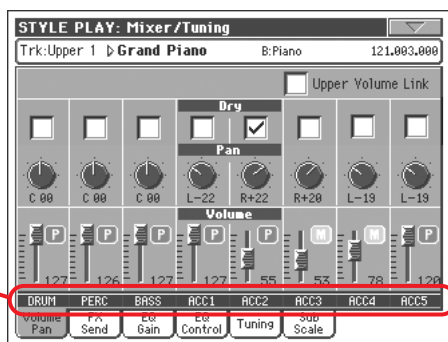 STYLE PLAY: Mixer/Tuning
Trk:Upper 1 Grand Piano B:Piano 121.003.000
Upper Volume Link
Dry
Pan
C 00 C 00 C 00 L-22 R+22 R+20 L-19 L-19
Volume
P P P P P M M P
127 126 127 127 55 53 78 120
DRUM PERC BASS ACC1 ACC2 ACC3 ACC4 ACC5
Volume Pan FX Send EQ Gain EQ Control Tuning Sub Scale